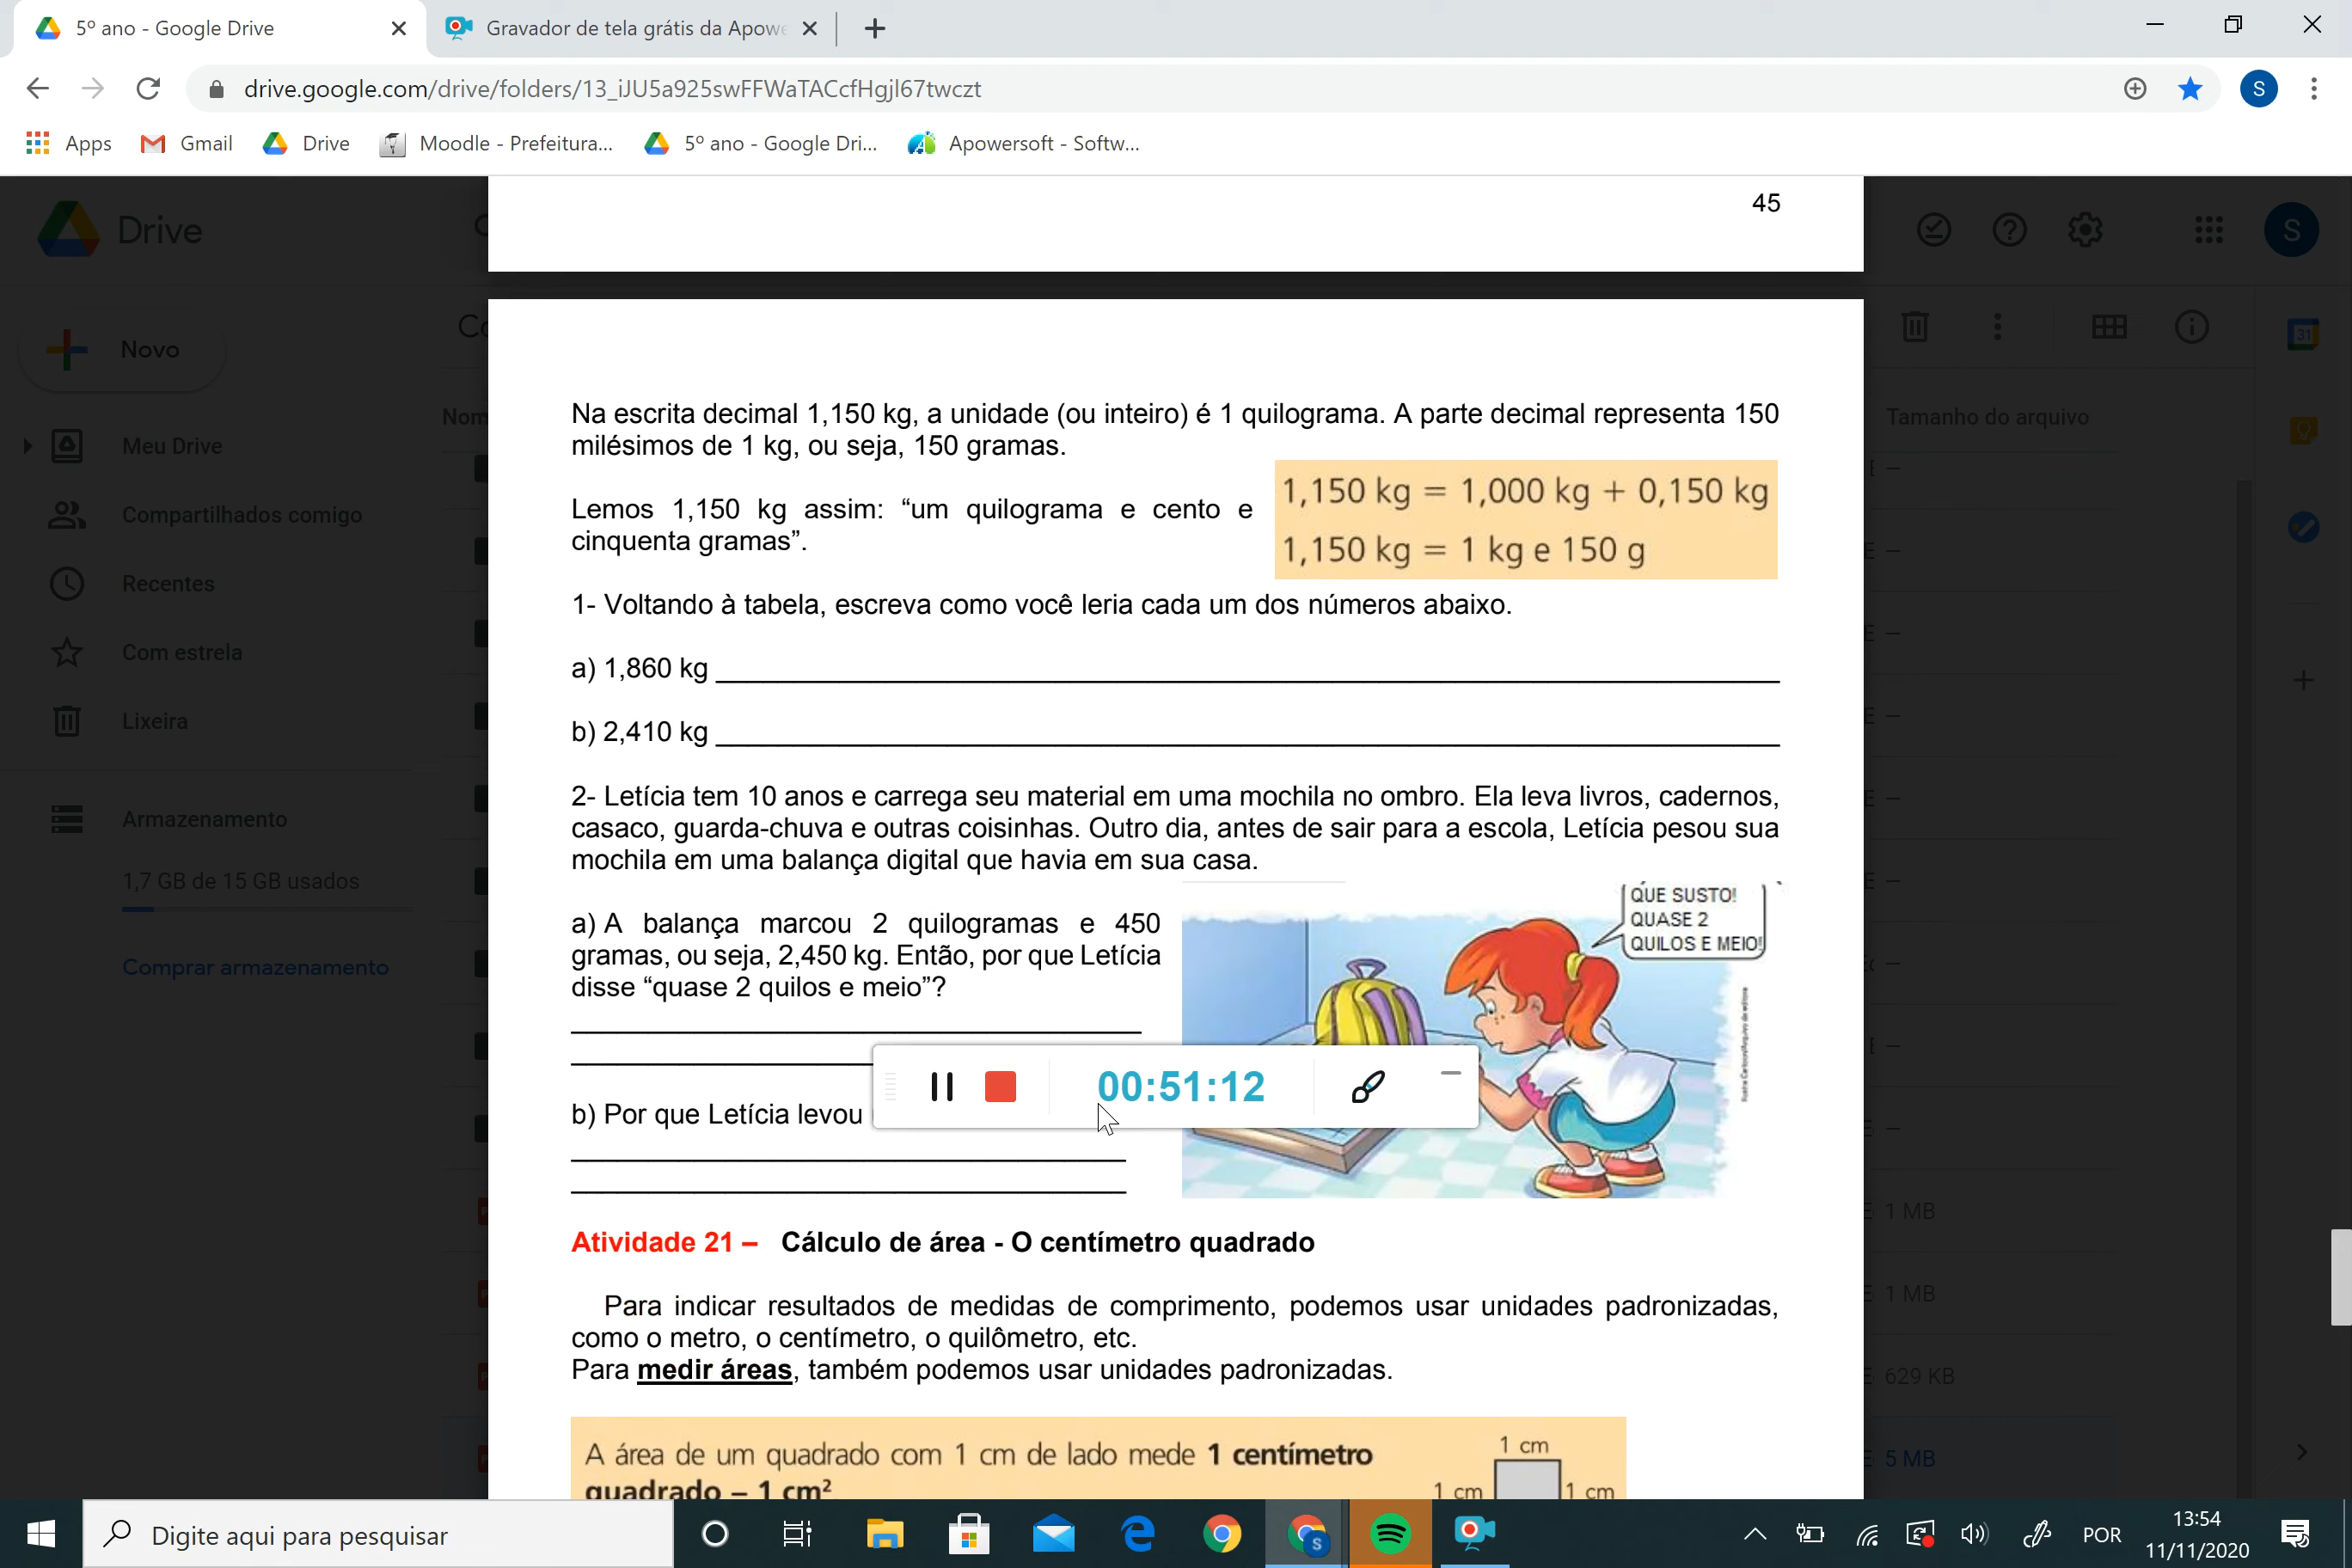 5º ano - Google Drive
Gravador de tela grátis da Apowe
drive.google.com/drive/folders/13_iJU5a925swFFWaTACcfHgjl67twczt
S
Apps
Gmail
Drive
Moodle - Prefeitura...
5º ano - Google Dri...
Apowersoft - Softw...
45
Drive
S
Novo
Nom
Tamanho do arquivo
Meu Drive
Compartilhados comigo
Recentes
Com estrela
Lixeira
Armazenamento
1,7 GB de 15 GB usados
Comprar armazenamento
31
1 MB
1 MB
629 KB
5 MB
Na escrita decimal 1,150 kg, a unidade (ou inteiro) é 1 quilograma. A parte decimal representa 150
milésimos de 1 kg, ou seja, 150 gramas.
Lemos 1,150 kg assim: “um quilograma e cento e
cinquenta gramas”.
1,150 kg = 1,000 kg + 0,150 kg
1,150 kg = 1 kg e 150 g
1- Voltando à tabela, escreva como você leria cada um dos números abaixo.
a) 1,860 kg
b) 2,410 kg
2- Letícia tem 10 anos e carrega seu material em uma mochila no ombro. Ela leva livros, cadernos,
casaco, guarda-chuva e outras coisinhas. Outro dia, antes de sair para a escola, Letícia pesou sua
mochila em uma balança digital que havia em sua casa.
a) A balança marcou 2 quilogramas e 450
gramas, ou seja, 2,450 kg. Então, por que Letícia
disse “quase 2 quilos e meio”?
QUE SUSTO!
QUASE 2
QUILOS E MEIO!
00:51:12
b) Por que Letícia levou
Atividade 21 – Cálculo de área - O centímetro quadrado
Para indicar resultados de medidas de comprimento, podemos usar unidades padronizadas,
como o metro, o centímetro, o quilômetro, etc.
Para medir áreas, também podemos usar unidades padronizadas.
A área de um quadrado com 1 cm de lado mede 1 centímetro
quadrado – 1 cm²
1 cm
1 cm
1 cm
Digite aqui para pesquisar
S
POR
13:54
11/11/2020